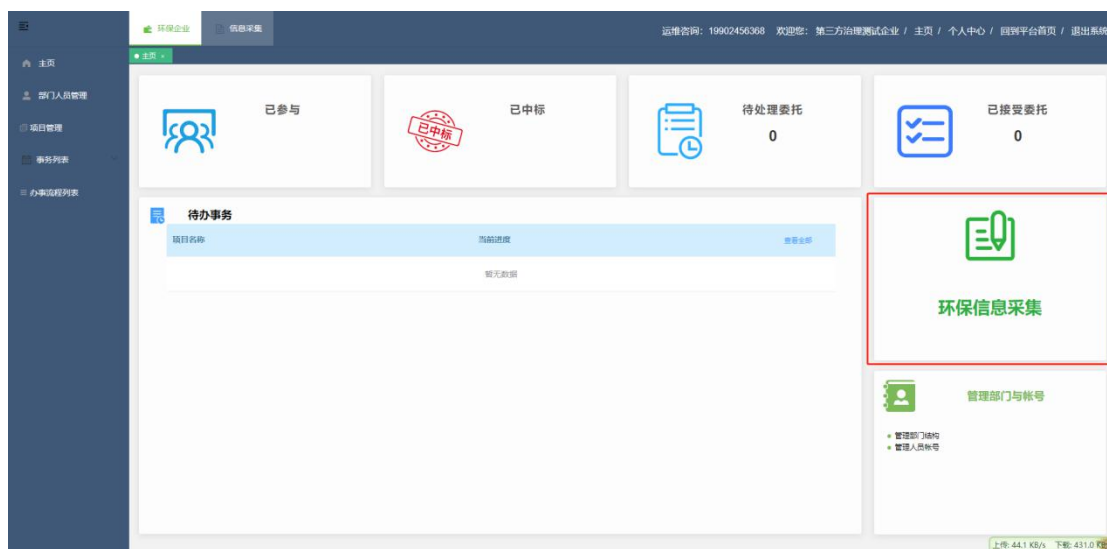 环保企业 信息采集 运维咨询: 19902456368 欢迎您: 第三方治理测试企业 / 主页 / 个人中心 / 回到平台首页 / 退出系统
主页 ×
主页
部门人员管理
项目管理
事务列表
办事流程列表
已参与
已中标
已中标
待处理委托
0
已接受委托
0
待办事务
项目名称 当前进度 查看全部
暂无数据
环保信息采集
管理部门与帐号
管理部门结构
管理人员帐号
上传: 44.1 KB/s 下载: 431.0